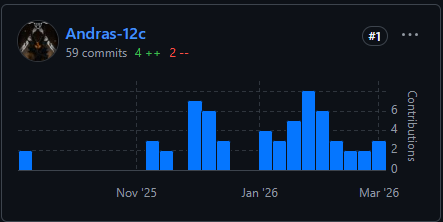 Andras-12c
#1
59 commits 4 ++ 2 --
6
4
2
0
Contributions
Nov '25 Jan '26 Mar '26